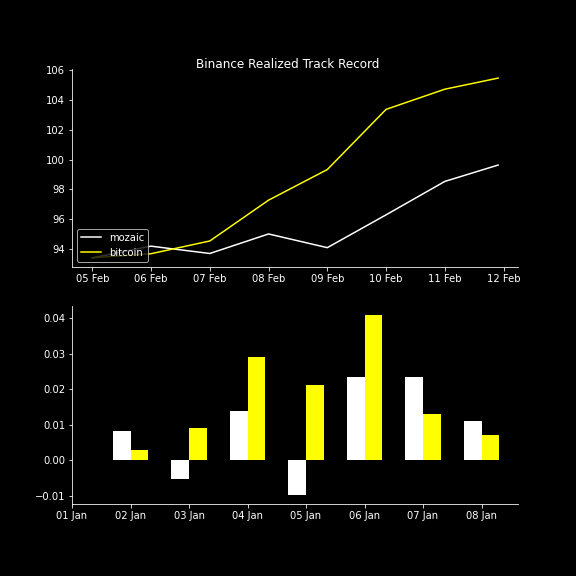 Binance Realized Track Record
106
104
102
100
98
96
94
mozaic
bitcoin
05 Feb 06 Feb 07 Feb 08 Feb 09 Feb 10 Feb 11 Feb 12 Feb
0.04
0.03
0.02
0.01
0.00
−0.01
01 Jan 02 Jan 03 Jan 04 Jan 05 Jan 06 Jan 07 Jan 08 Jan